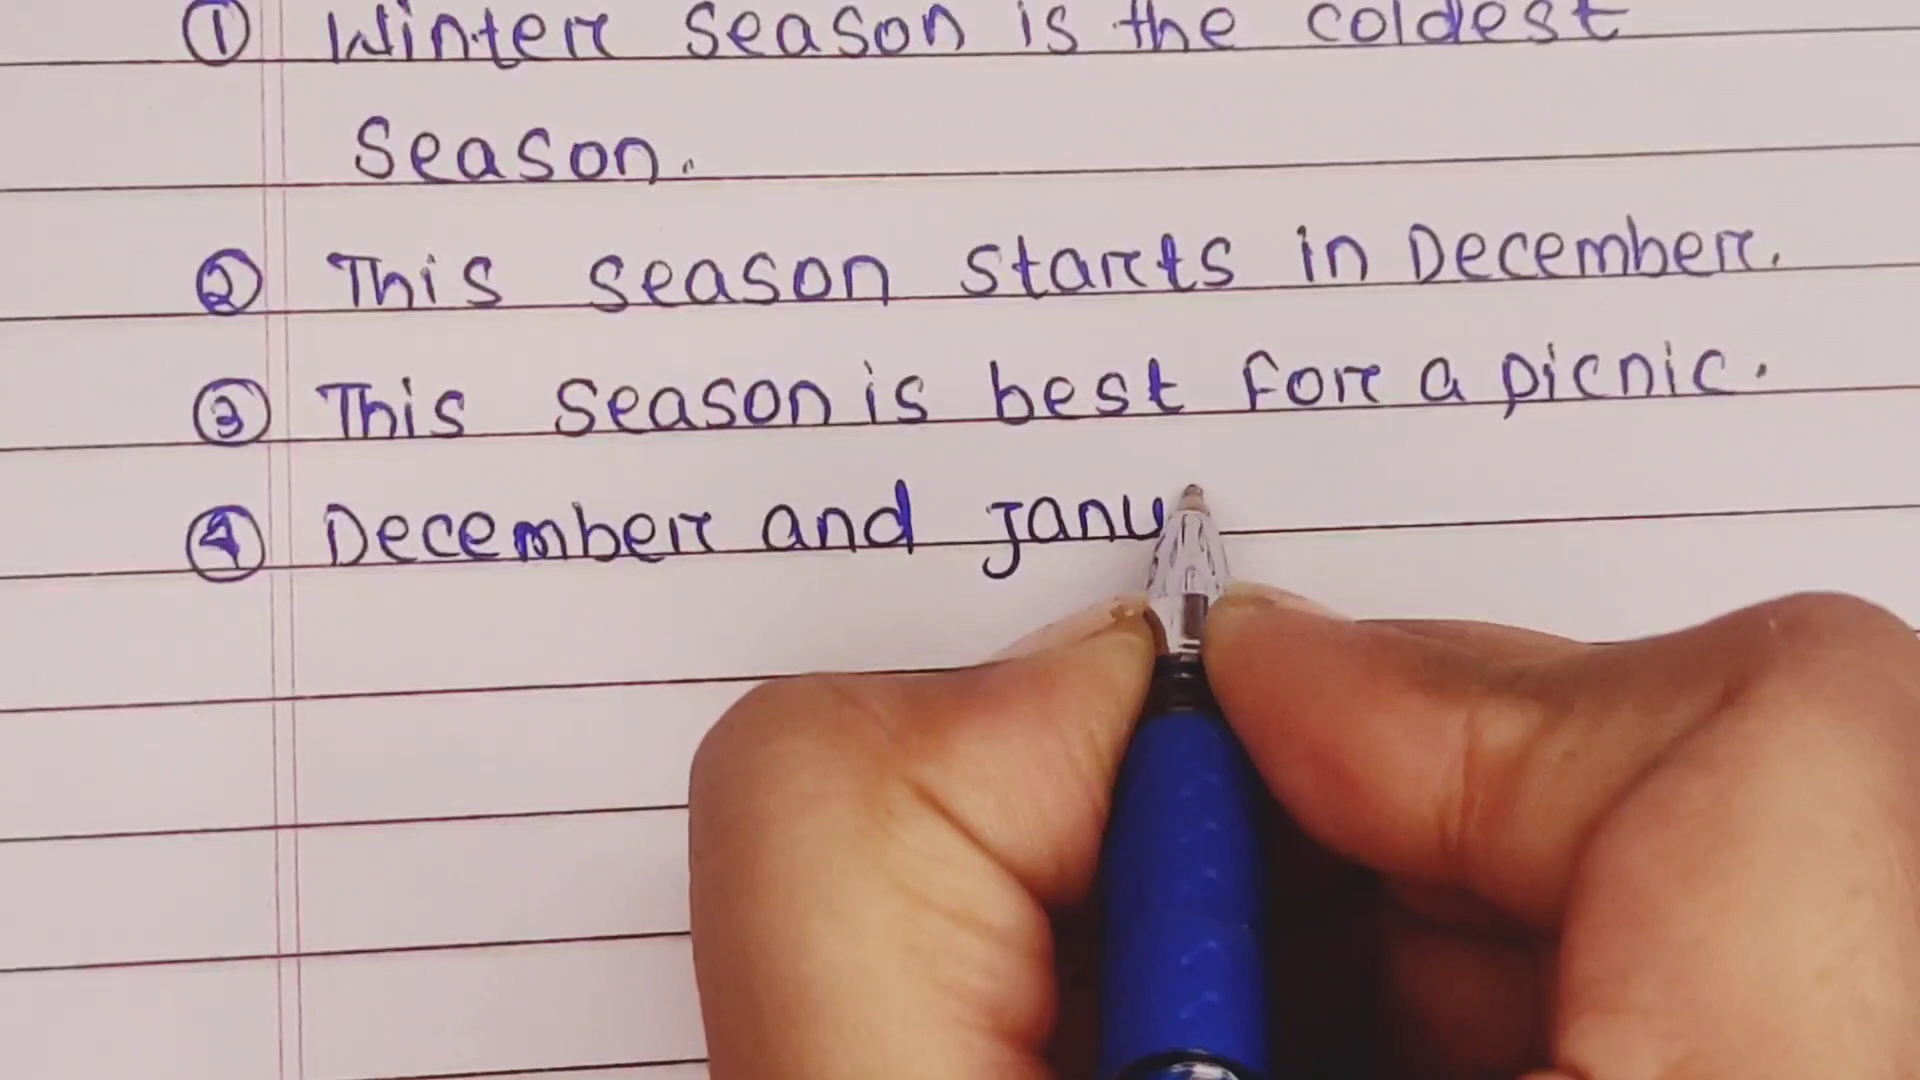 ① Winter season is the coldest
season.
② This season starts in December.
③ This season is best for a picnic.
④ December and Janu